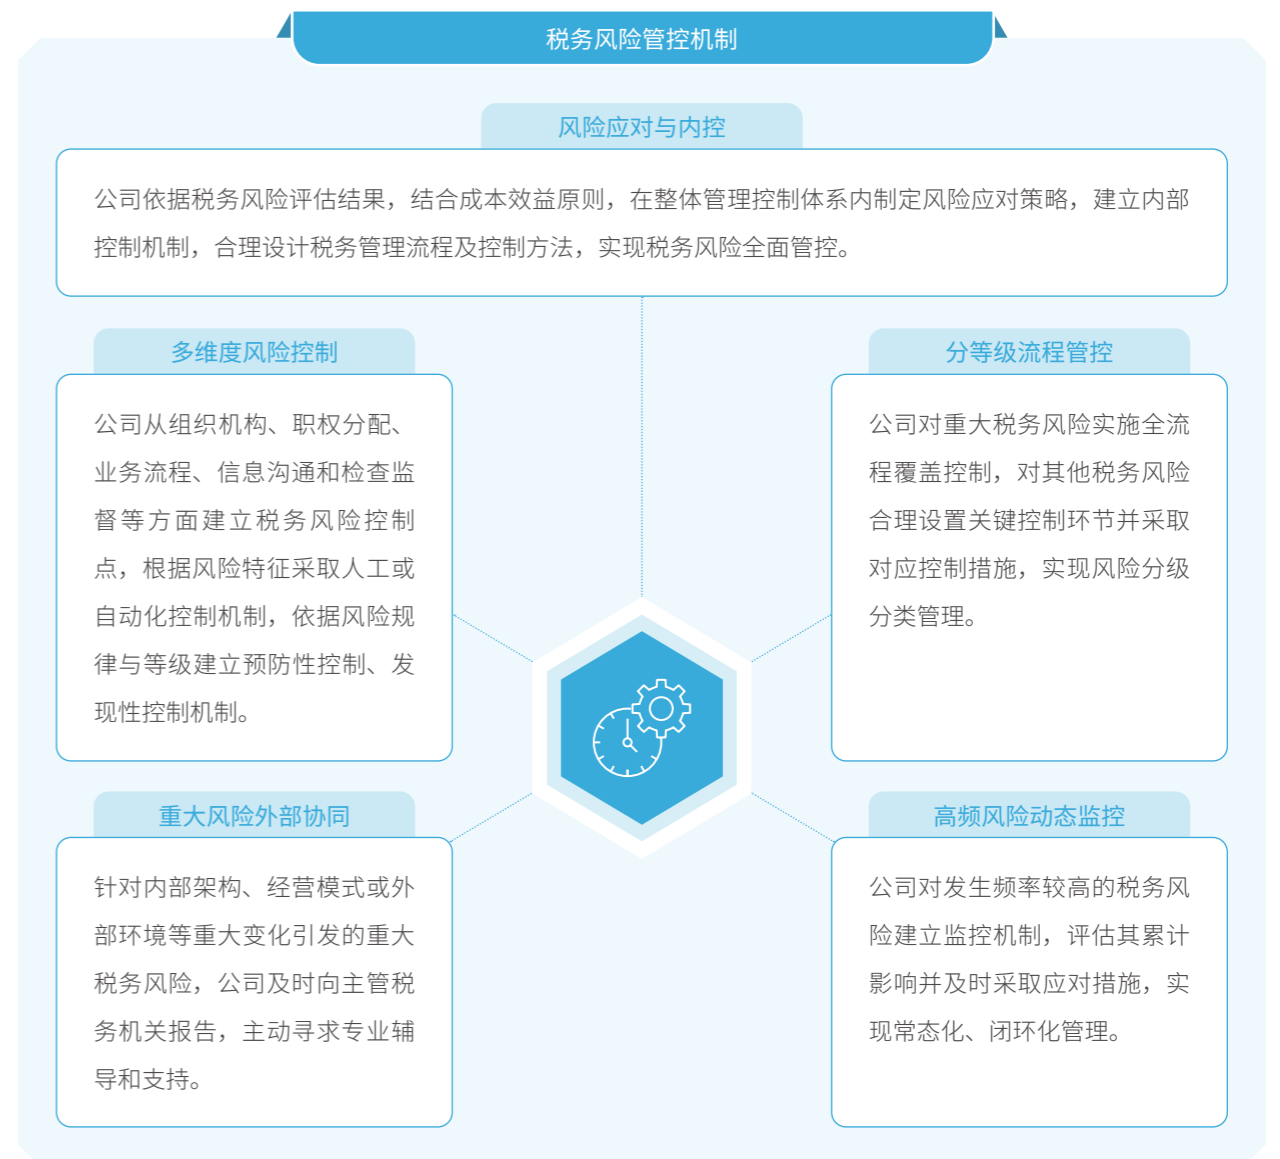 税务风险管控机制
风险应对与内控
公司依据税务风险评估结果，结合成本效益原则，在整体管理控制体系内制定风险应对策略，建立内部
控制机制，合理设计税务管理流程及控制方法，实现税务风险全面管控。
多维度风险控制
公司从组织机构、职权分配、
业务流程、信息沟通和检查监
督等方面建立税务风险控制
点，根据风险特征采取人工或
自动化控制机制，依据风险规
律与等级建立预防性控制、发
现性控制机制。
分等级流程管控
公司对重大税务风险实施全流
程覆盖控制，对其他税务风险
合理设置关键控制环节并采取
对应控制措施，实现风险分级
分类管理。
重大风险外部协同
针对内部架构、经营模式或外
部环境等重大变化引发的重大
税务风险，公司及时向主管税
务机关报告，主动寻求专业辅
导和支持。
高频风险动态监控
公司对发生频率较高的税务风
险建立监控机制，评估其累计
影响并及时采取应对措施，实
现常态化、闭环化管理。